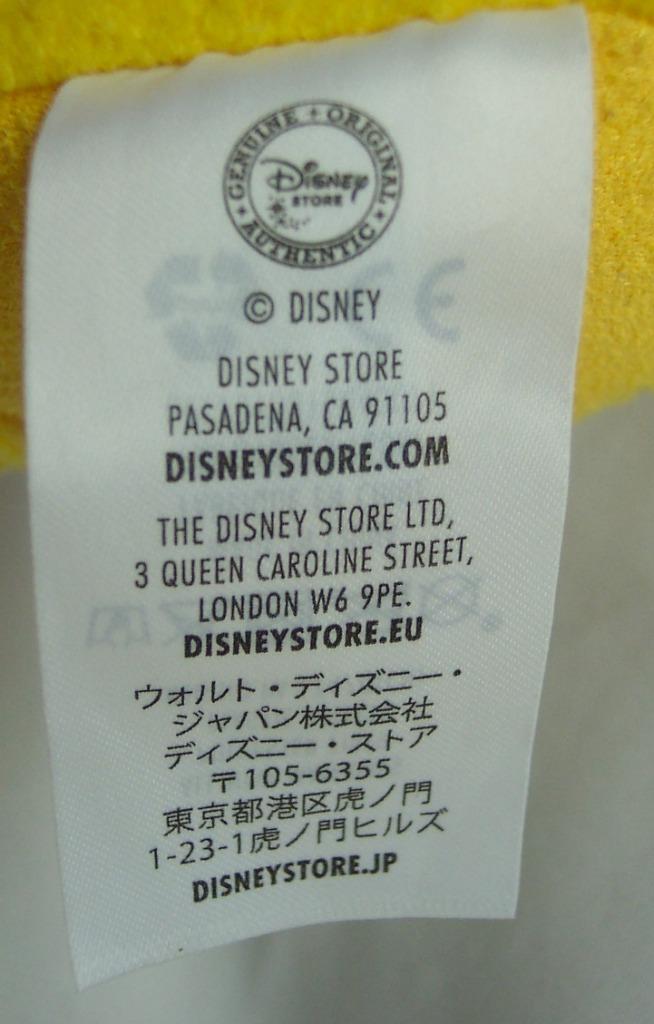 GENUINE ORIGINAL AUTHENTIC
Disney
STORE
© DISNEY
DISNEY STORE
PASADENA, CA 91105
DISNEYSTORE.COM
THE DISNEY STORE LTD,
3 QUEEN CAROLINE STREET,
LONDON W6 9PE.
DISNEYSTORE.EU
ウォルト・ディズニー・
ジャパン株式会社
ディズニー・ストア
〒105-6355
東京都港区虎ノ門
1-23-1虎ノ門ヒルズ
DISNEYSTORE.JP